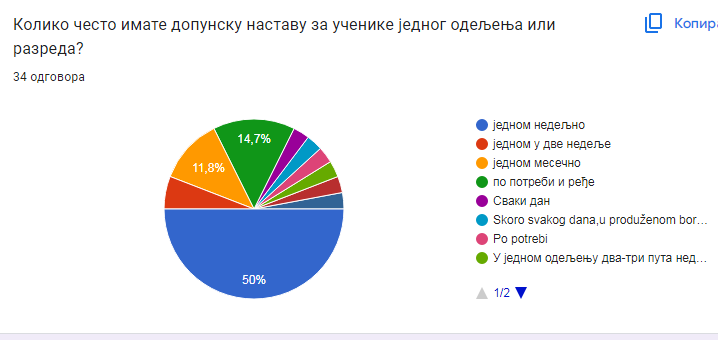 Колико често имате допунску наставу за ученике једног одељења или
разреда?
Копира
34 одговора
14,7%
11,8%
50%
једном недељно
једном у две недеље
једном месечно
по потреби и ређе
Сваки дан
Skoro svakog dana,u produženom bor...
Po potrebi
У једном одељењу два-три пута нед...
1/2